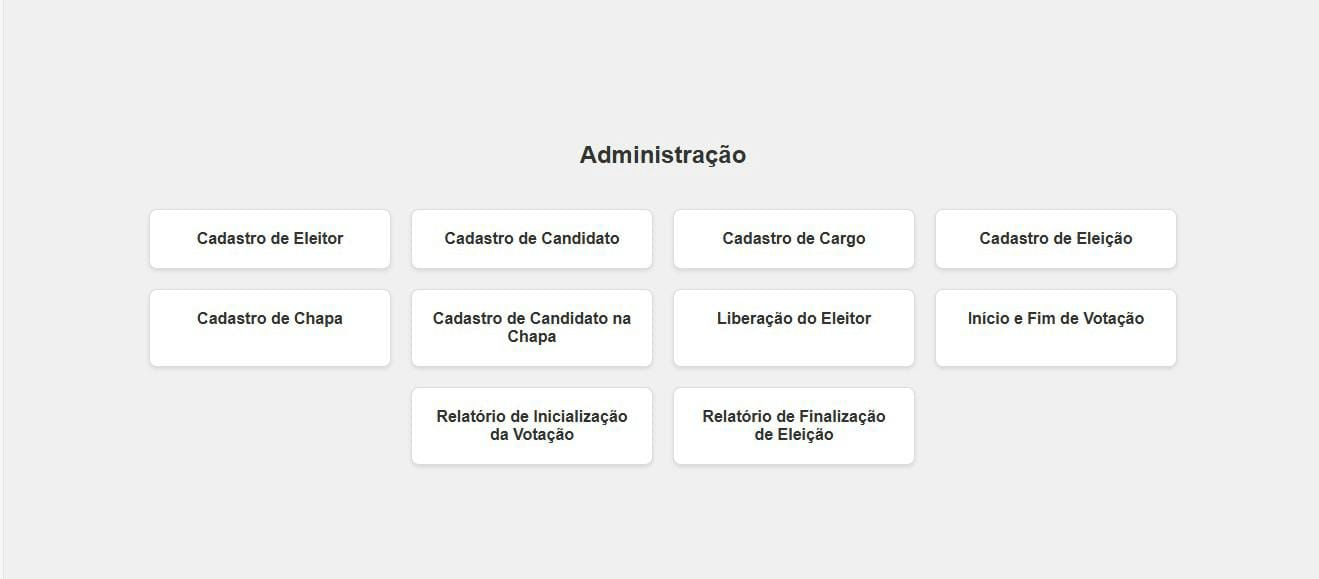 Administração
Cadastro de Eleitor
Cadastro de Candidato
Cadastro de Cargo
Cadastro de Eleição
Cadastro de Chapa
Cadastro de Candidato na
Chapa
Liberação do Eleitor
Início e Fim de Votação
Relatório de Inicialização
da Votação
Relatório de Finalização
de Eleição